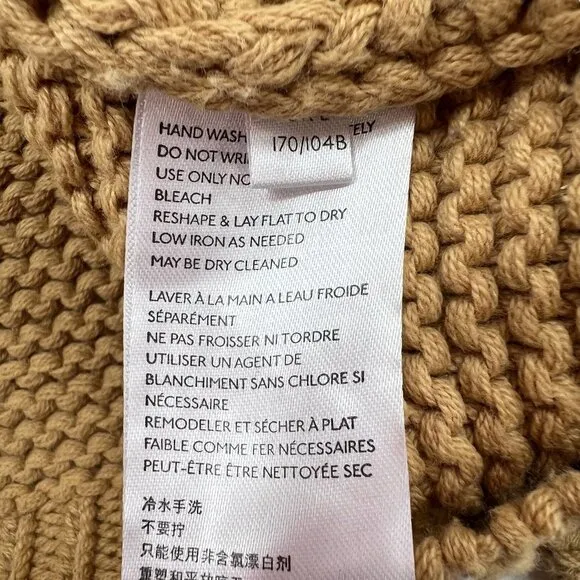 170/104B
HAND WASH
DO NOT
USE ONLY
BLEACH
RESHAPE & LAY FLAT TO DRY
LOW IRON AS NEEDED
MAY BE DRY CLEANED
LAVER À LA MAIN A LEAU FROIDE
SÉPARÉMENT
NE PAS FROISSER NI TORDRE
UTILISER UN AGENT DE
BLANCHIMENT SANS CHLORE SI
NÉCESSAIRE
REMODELER ET SÉCHER À PLAT
FAIBLE COMME FER NÉCESSAIRES
PEUT-ÊTRE ÊTRE NETTOYÉE SEC
冷水手洗
不要拧
只能使用非含氯漂白剂